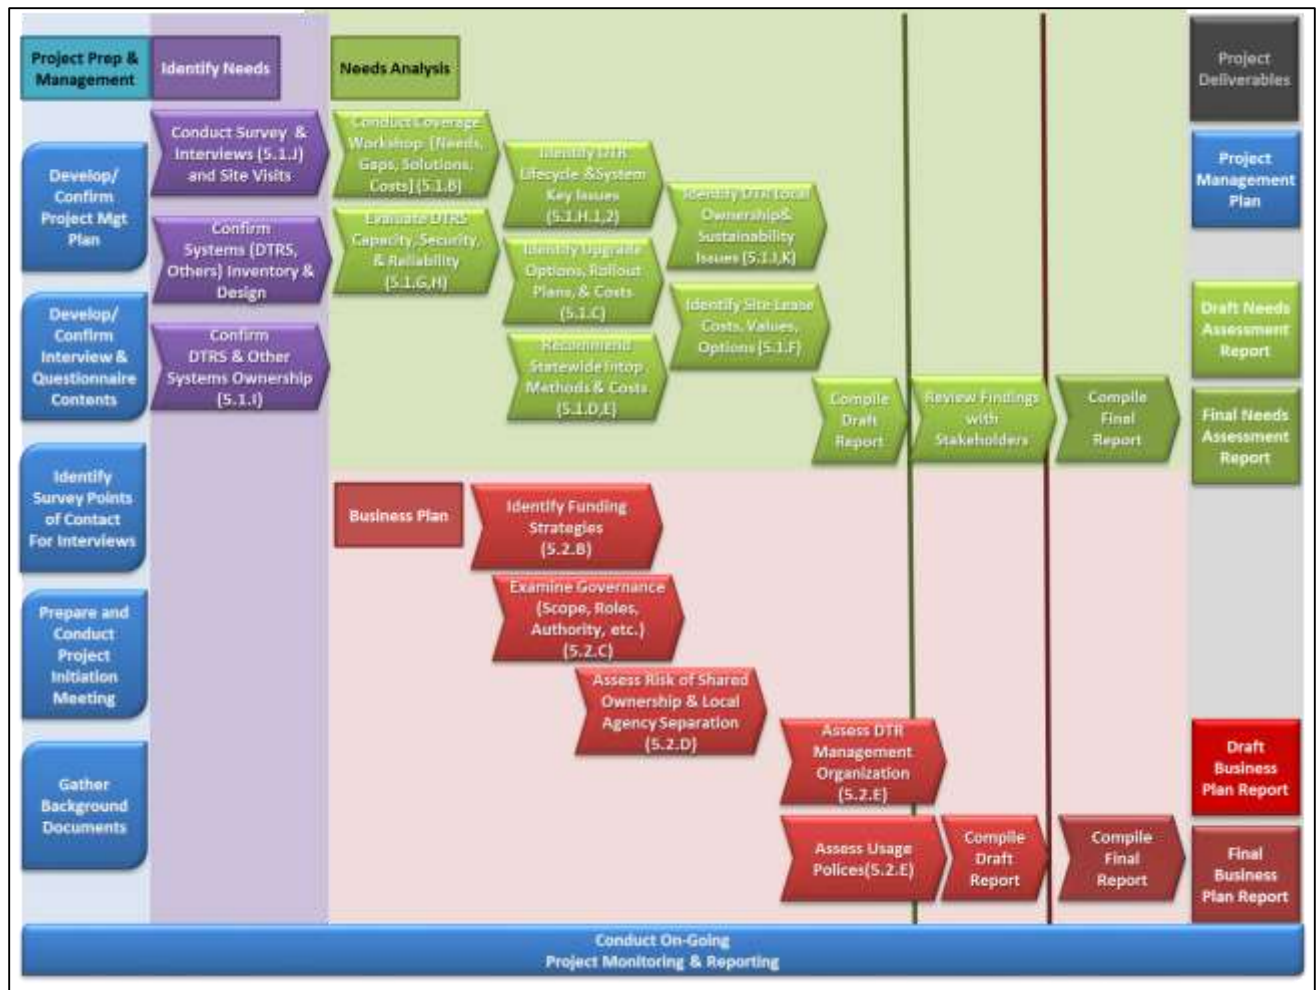 Project Prep &
Management
Identify Needs
Needs Analysis
Project
Deliverables
Develop/
Confirm
Project Mgt
Plan
Develop/
Confirm
Interview &
Questionnaire
Contents
Identify
Survey Points
of Contact
For Interviews
Prepare and
Conduct
Project
Initiation
Meeting
Gather
Background
Documents
Conduct Survey &
Interviews (5.1.J)
and Site Visits
Confirm
Systems (DTRS,
Others) Inventory &
Design
Confirm
DTRS & Other
Systems Ownership
(5.1.I)
Conduct Coverage
Workshop [Needs,
Gaps, Solutions,
Costs] (5.1.B)
Evaluate DTRS
Capacity, Security,
& Reliability
(5.1.G,H)
Identify DTR
Lifecycle &System
Key Issues
(5.1.H.1,2)
Identify Upgrade
Options, Rollout
Plans, & Costs
(5.1.C)
Recommend
Statewide Intop
Methods & Costs
(5.1.D,E)
Identify DTR Local
Ownership&
Sustainability
Issues (5.1.I,K)
Identify Site Lease
Costs, Values,
Options (5.1.F)
Compile
Draft
Report
Review Findings
with
Stakeholders
Compile
Final
Report
Business Plan
Identify Funding
Strategies
(5.2.B)
Examine Governance
(Scope, Roles,
Authority, etc.)
(5.2.C)
Assess Risk of Shared
Ownership & Local
Agency Separation
(5.2.D)
Assess DTR
Management
Organization
(5.2.E)
Assess Usage
Polices(5.2.E)
Compile
Draft
Report
Compile
Final
Report
Project
Management
Plan
Draft Needs
Assessment
Report
Final Needs
Assessment
Report
Draft
Business
Plan Report
Final
Business
Plan Report
Conduct On-Going
Project Monitoring & Reporting